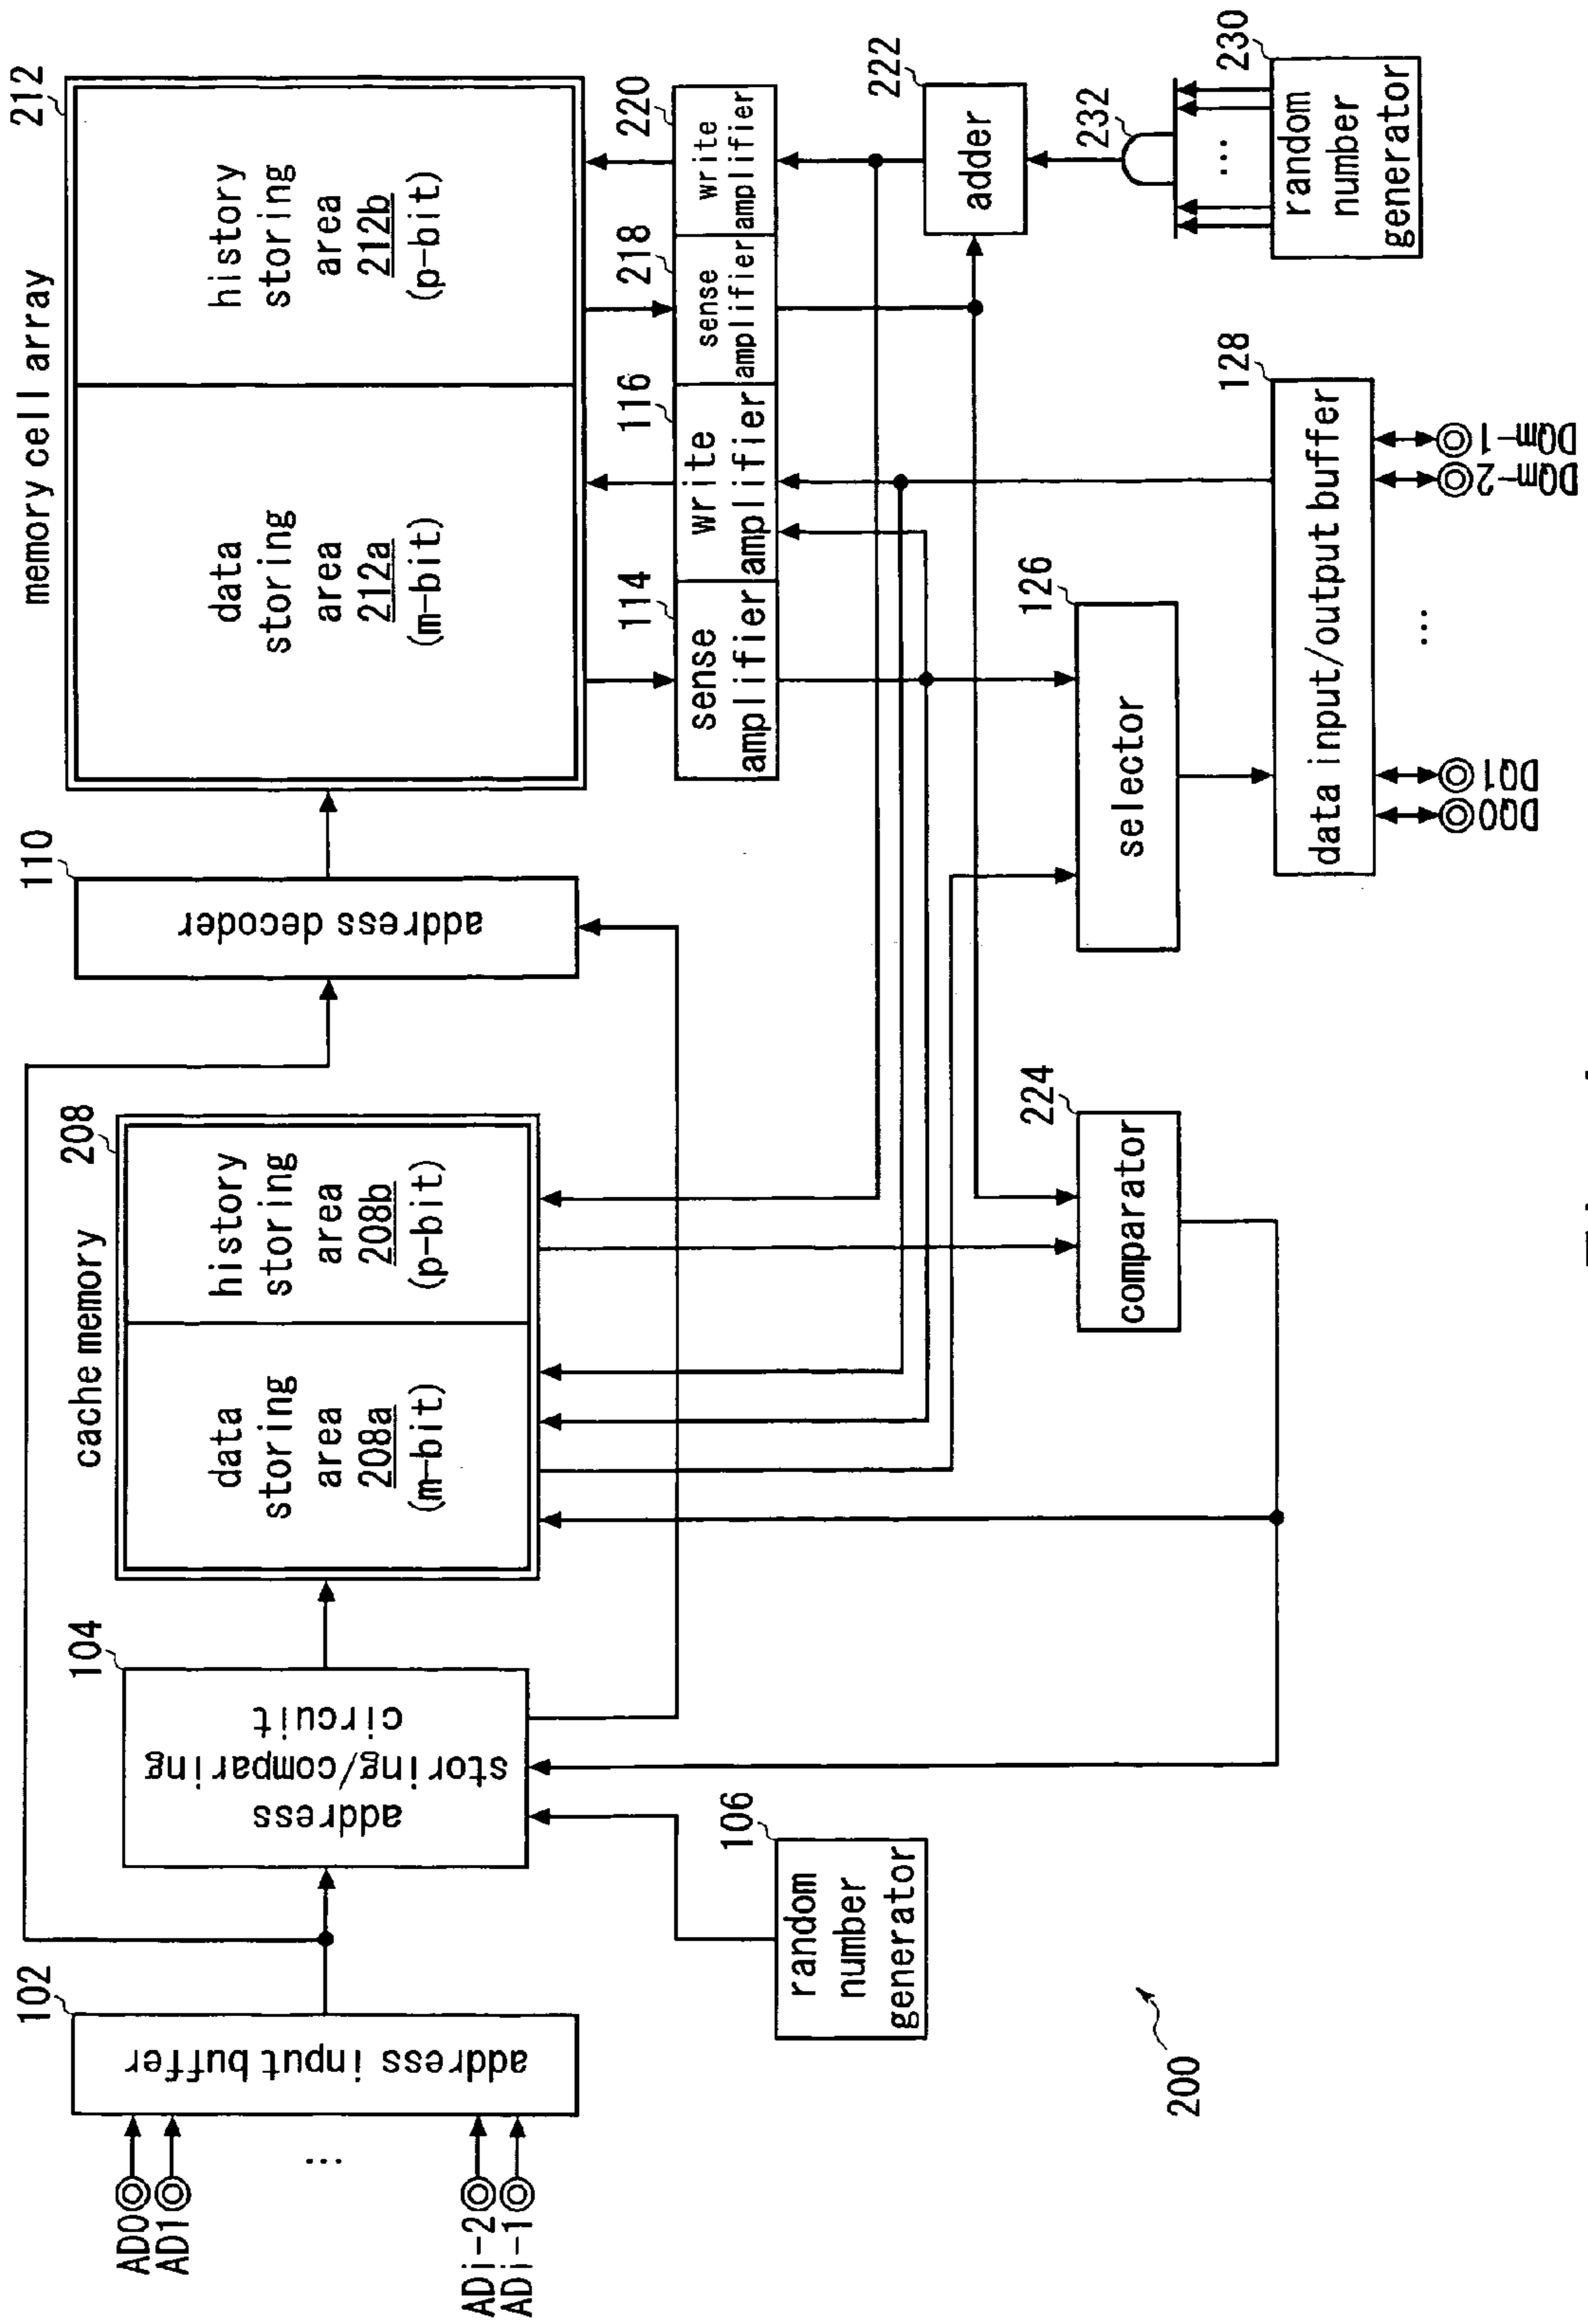 memory cell array
212
data
storing
area
212a
(m-bit)
history
storing
area
212b
(p-bit)
110
address decoder
cache memory
208
data
storing
area
208a
(m-bit)
history
storing
area
208b
(p-bit)
104
address
storing/comparing
circuit
102
address input buffer
AD0
AD1
...
ADi-2
ADi-1
106
random
number
generator
114
sense
amplifier
116
write
amplifier
218
sense
amplifier
220
write
amplifier
222
adder
232
230
random
number
generator
...
224
comparator
126
selector
128
data input/output buffer
DQ0
DQ1
...
DQm-2
DQm-1
200